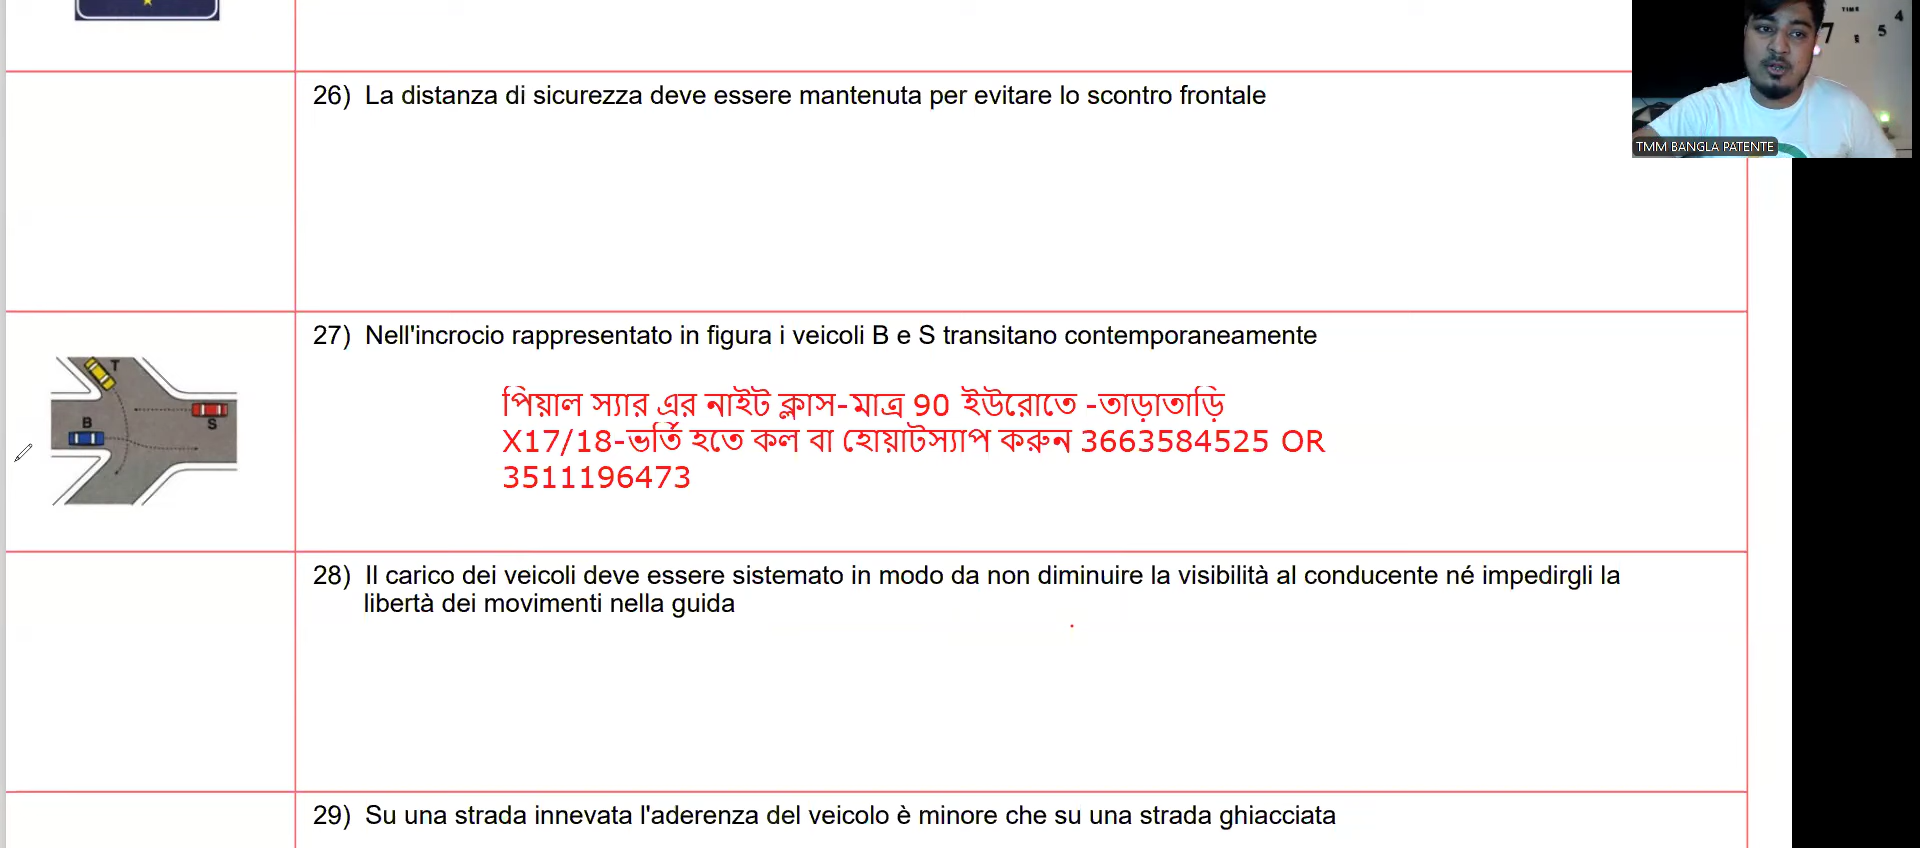 TIME
7
5
4
TMM BANGLA PATENTE
26) La distanza di sicurezza deve essere mantenuta per evitare lo scontro frontale
27) Nell'incrocio rappresentato in figura i veicoli B e S transitano contemporaneamente
T
B
S
পিয়াল স্যার এর নাইট ক্লাস-মাত্র 90 ইউরোতে -তাড়াতাড়ি
X17/18-ভর্তি হতে কল বা হোয়াটস্যাপ করুন 3663584525 OR
3511196473
28) Il carico dei veicoli deve essere sistemato in modo da non diminuire la visibilità al conducente né impedirgli la
libertà dei movimenti nella guida
29) Su una strada innevata l'aderenza del veicolo è minore che su una strada ghiacciata